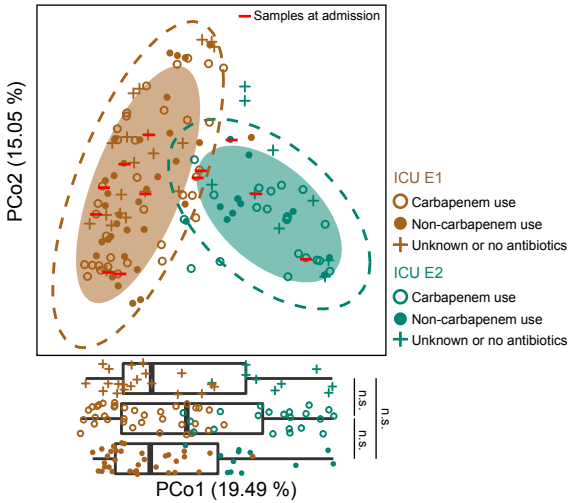 Samples at admission
PCo2 (15.05 %)
ICU E1
Carbapenem use
Non-carbapenem use
Unknown or no antibiotics
ICU E2
Carbapenem use
Non-carbapenem use
Unknown or no antibiotics
n.s.
n.s.
n.s.
PCo1 (19.49 %)